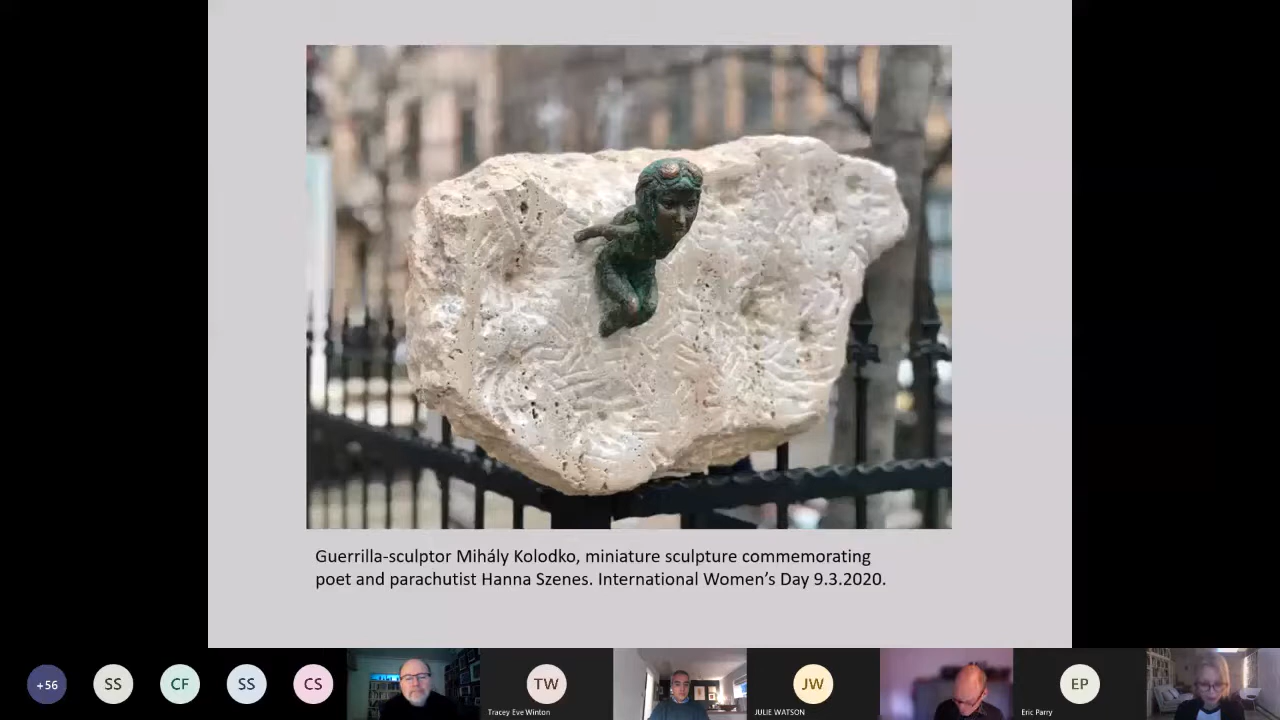 Guerrilla-sculptor Mihály Kolodko, miniature sculpture commemorating
poet and parachutist Hanna Szenes. International Women’s Day 9.3.2020.
+56
SS
CF
SS
CS
TW
Tracey Eve Winton
JW
JULIE WATSON
EP
Eric Parry